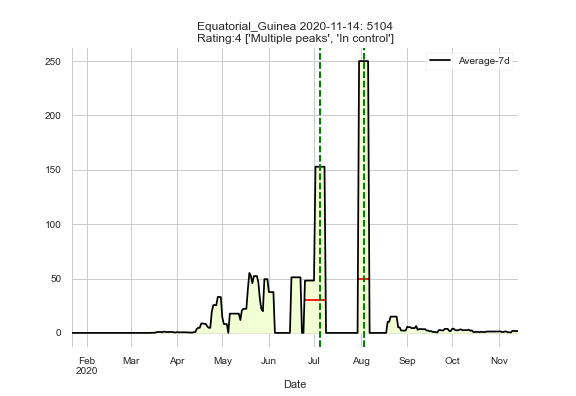 Equatorial_Guinea 2020-11-14: 5104
Rating:4 ['Multiple peaks', 'In control']
Average-7d
250
200
150
100
50
0
Feb Mar Apr May Jun Jul Aug Sep Oct Nov
2020
Date